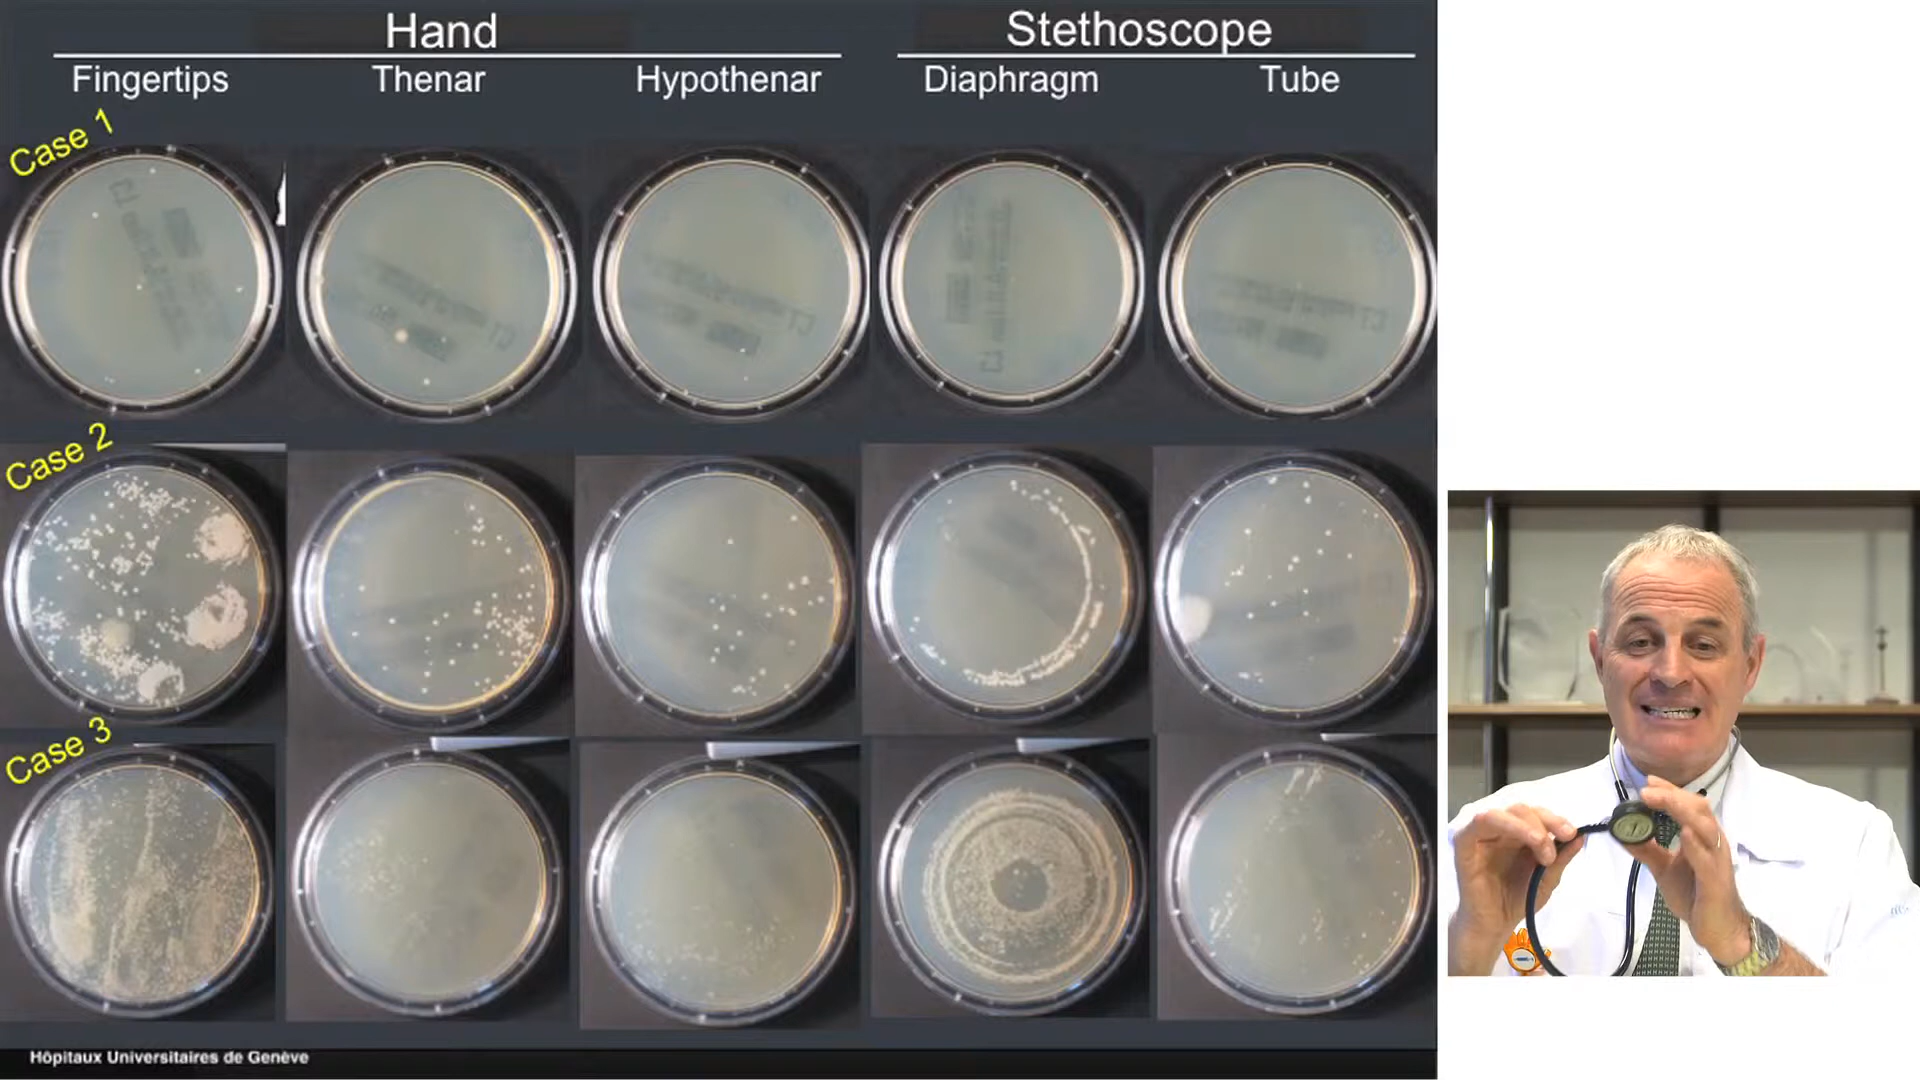 Hand
Stethoscope
Fingertips
Thenar
Hypothenar
Diaphragm
Tube
Case 1
Case 2
Case 3
Hôpitaux Universitaires de Genève